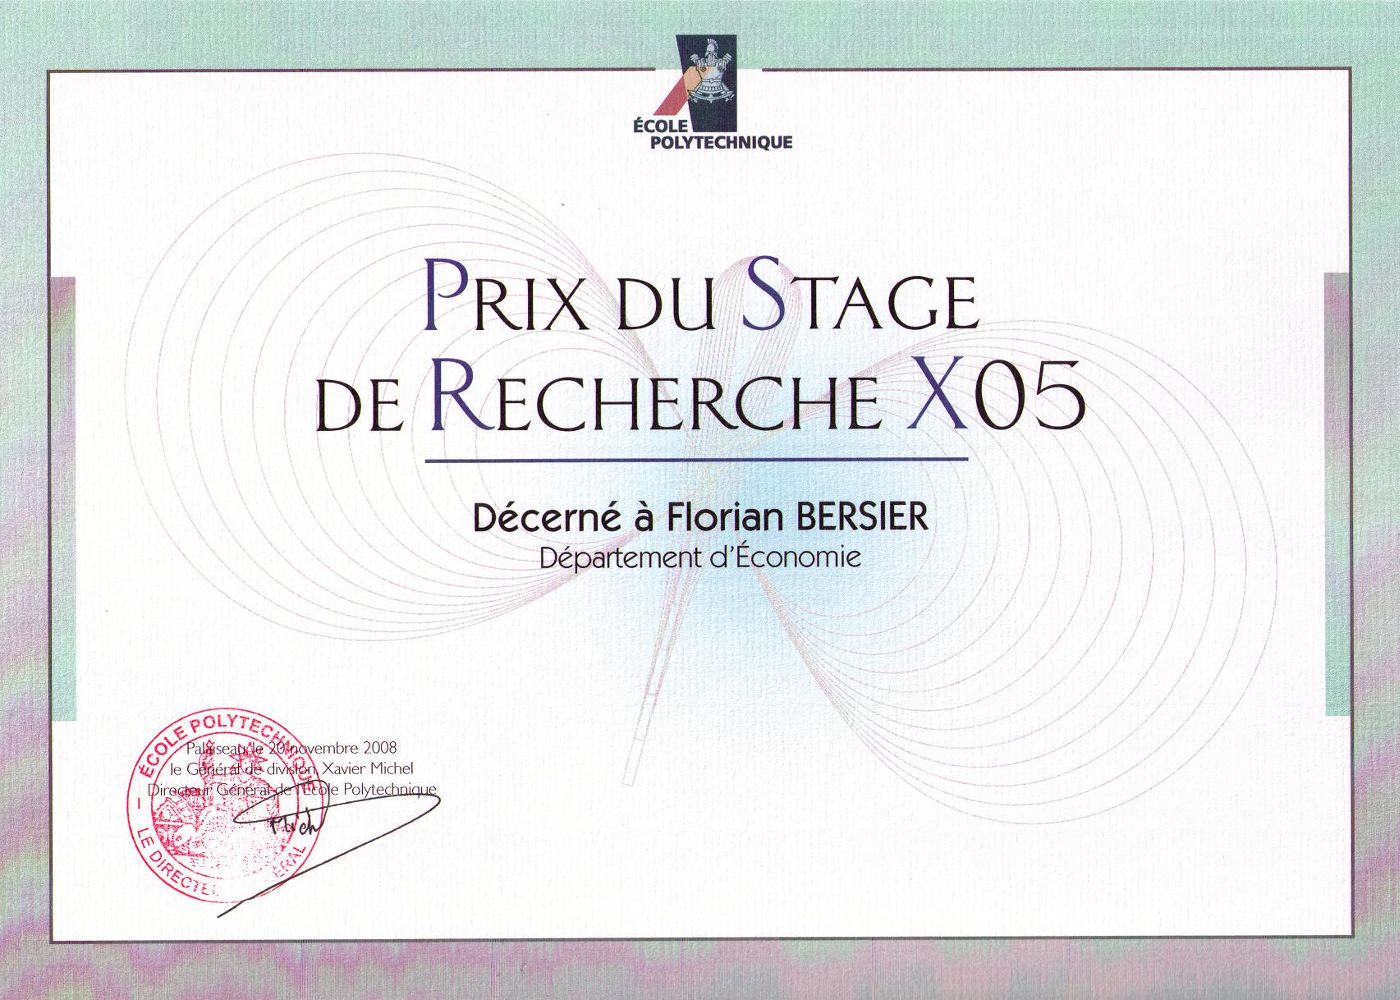 ÉCOLE
POLYTECHNIQUE
PRIX DU STAGE
DE RECHERCHE X05
Décerné à Florian BERSIER
Département d'Économie
Palaiseau, le 20 novembre 2008
le Général de division, Xavier Michel
Directeur Général de l'École Polytechnique
ÉCOLE POLYTECHNIQUE
LE DIRECTEUR GÉNÉRAL